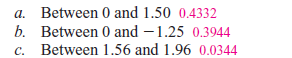 a. Between 0 and 1.50 0.4332
b. Between 0 and −1.25 0.3944
c. Between 1.56 and 1.96 0.0344